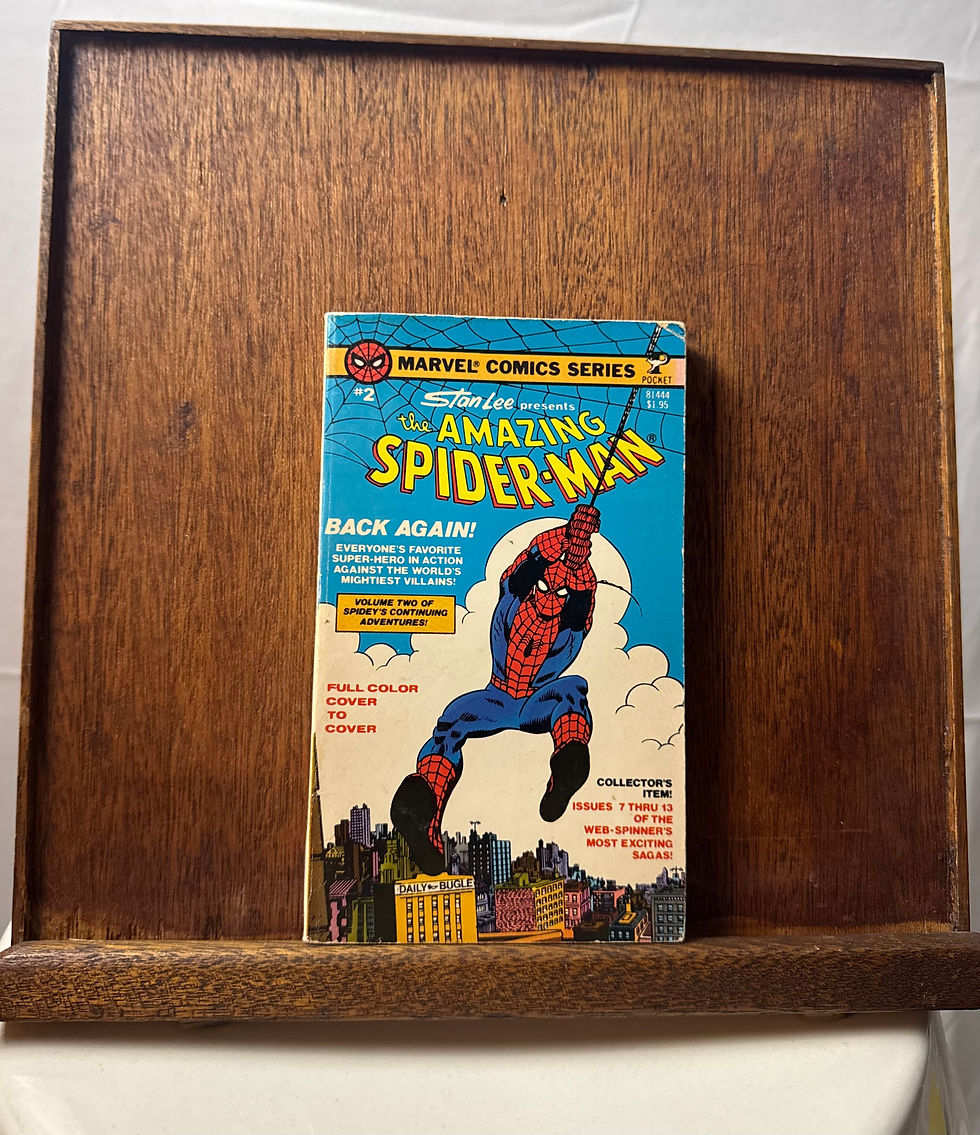 MARVEL® COMICS SERIES
POCKET
#2
81444
$1.95
Stan Lee presents
the AMAZING
SPIDER-MAN®
BACK AGAIN!
EVERYONE'S FAVORITE
SUPER-HERO IN ACTION
AGAINST THE WORLD'S
MIGHTIEST VILLAINS!
VOLUME TWO OF
SPIDEY'S CONTINUING
ADVENTURES!
FULL COLOR
COVER
TO
COVER
COLLECTOR'S
ITEM!
ISSUES 7 THRU 13
OF THE
WEB-SPINNER'S
MOST EXCITING
SAGAS!
DAILY BUGLE